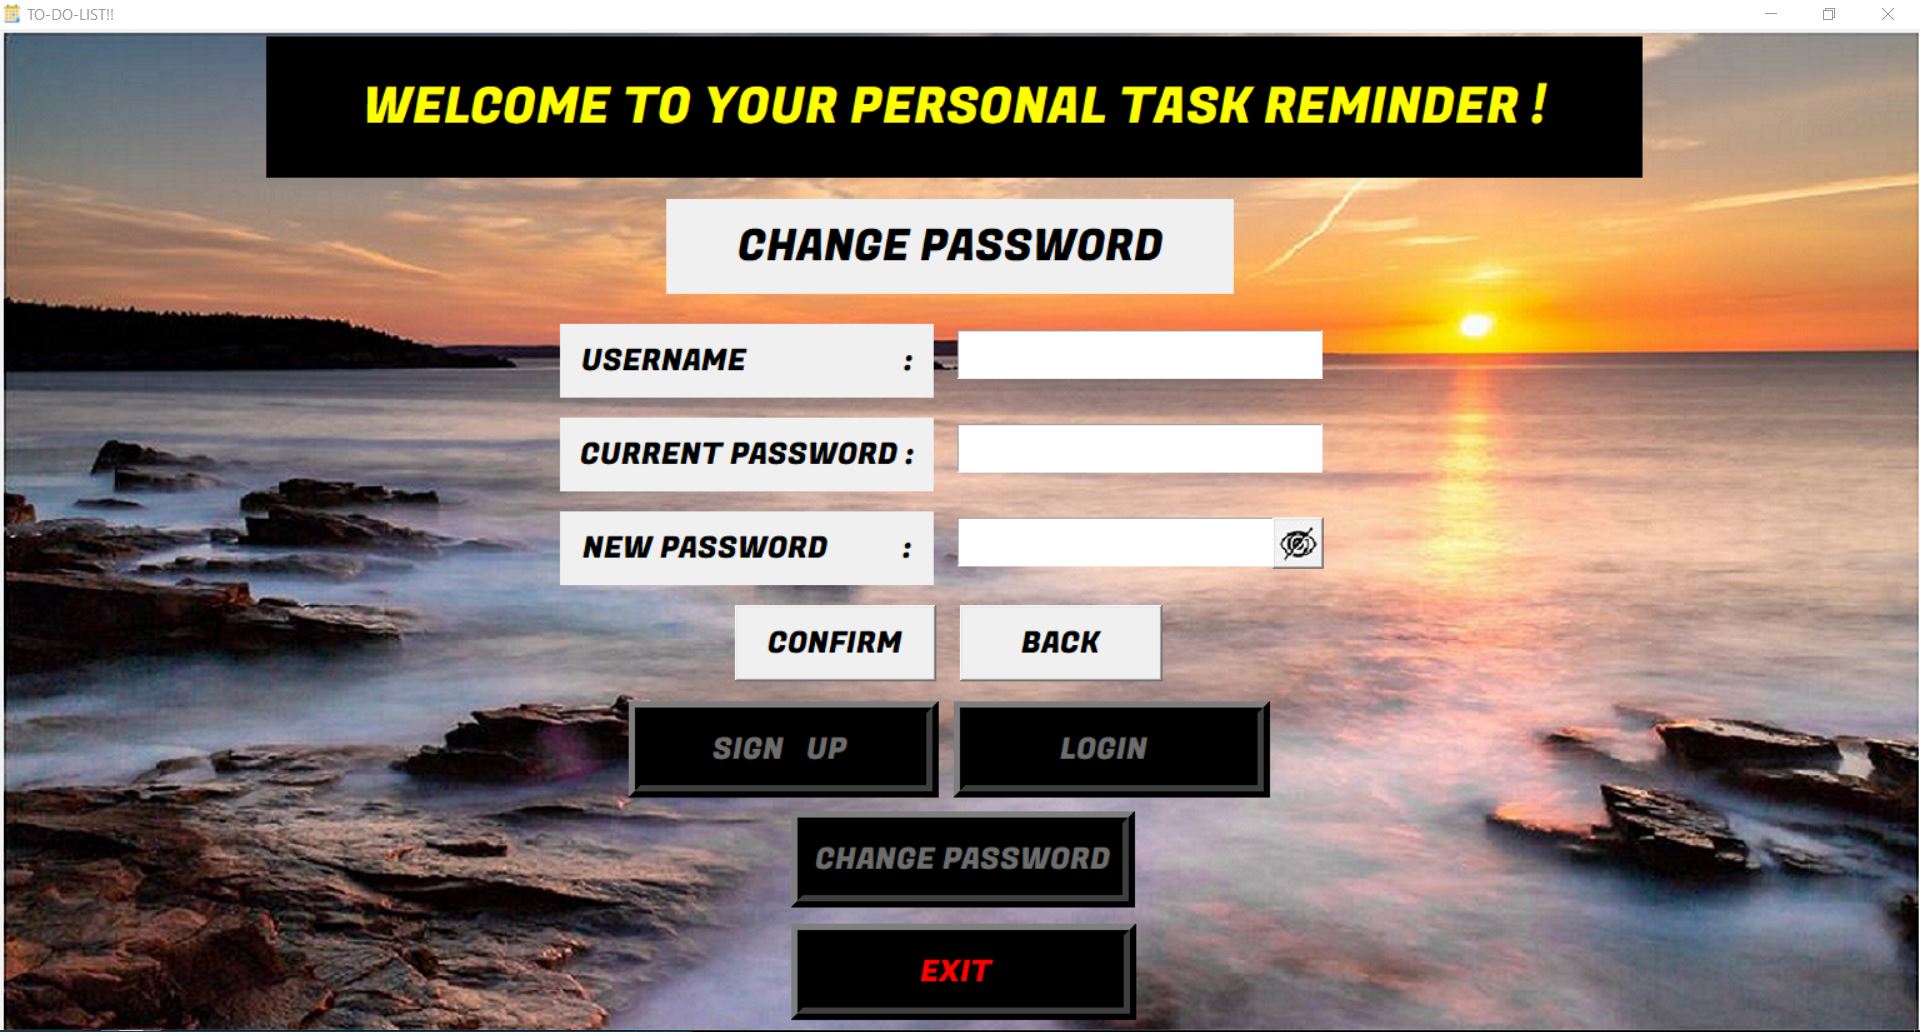 TO-DO-LIST!!
WELCOME TO YOUR PERSONAL TASK REMINDER !
CHANGE PASSWORD
USERNAME :
CURRENT PASSWORD :
NEW PASSWORD :
CONFIRM BACK
SIGN UP LOGIN
CHANGE PASSWORD
EXIT